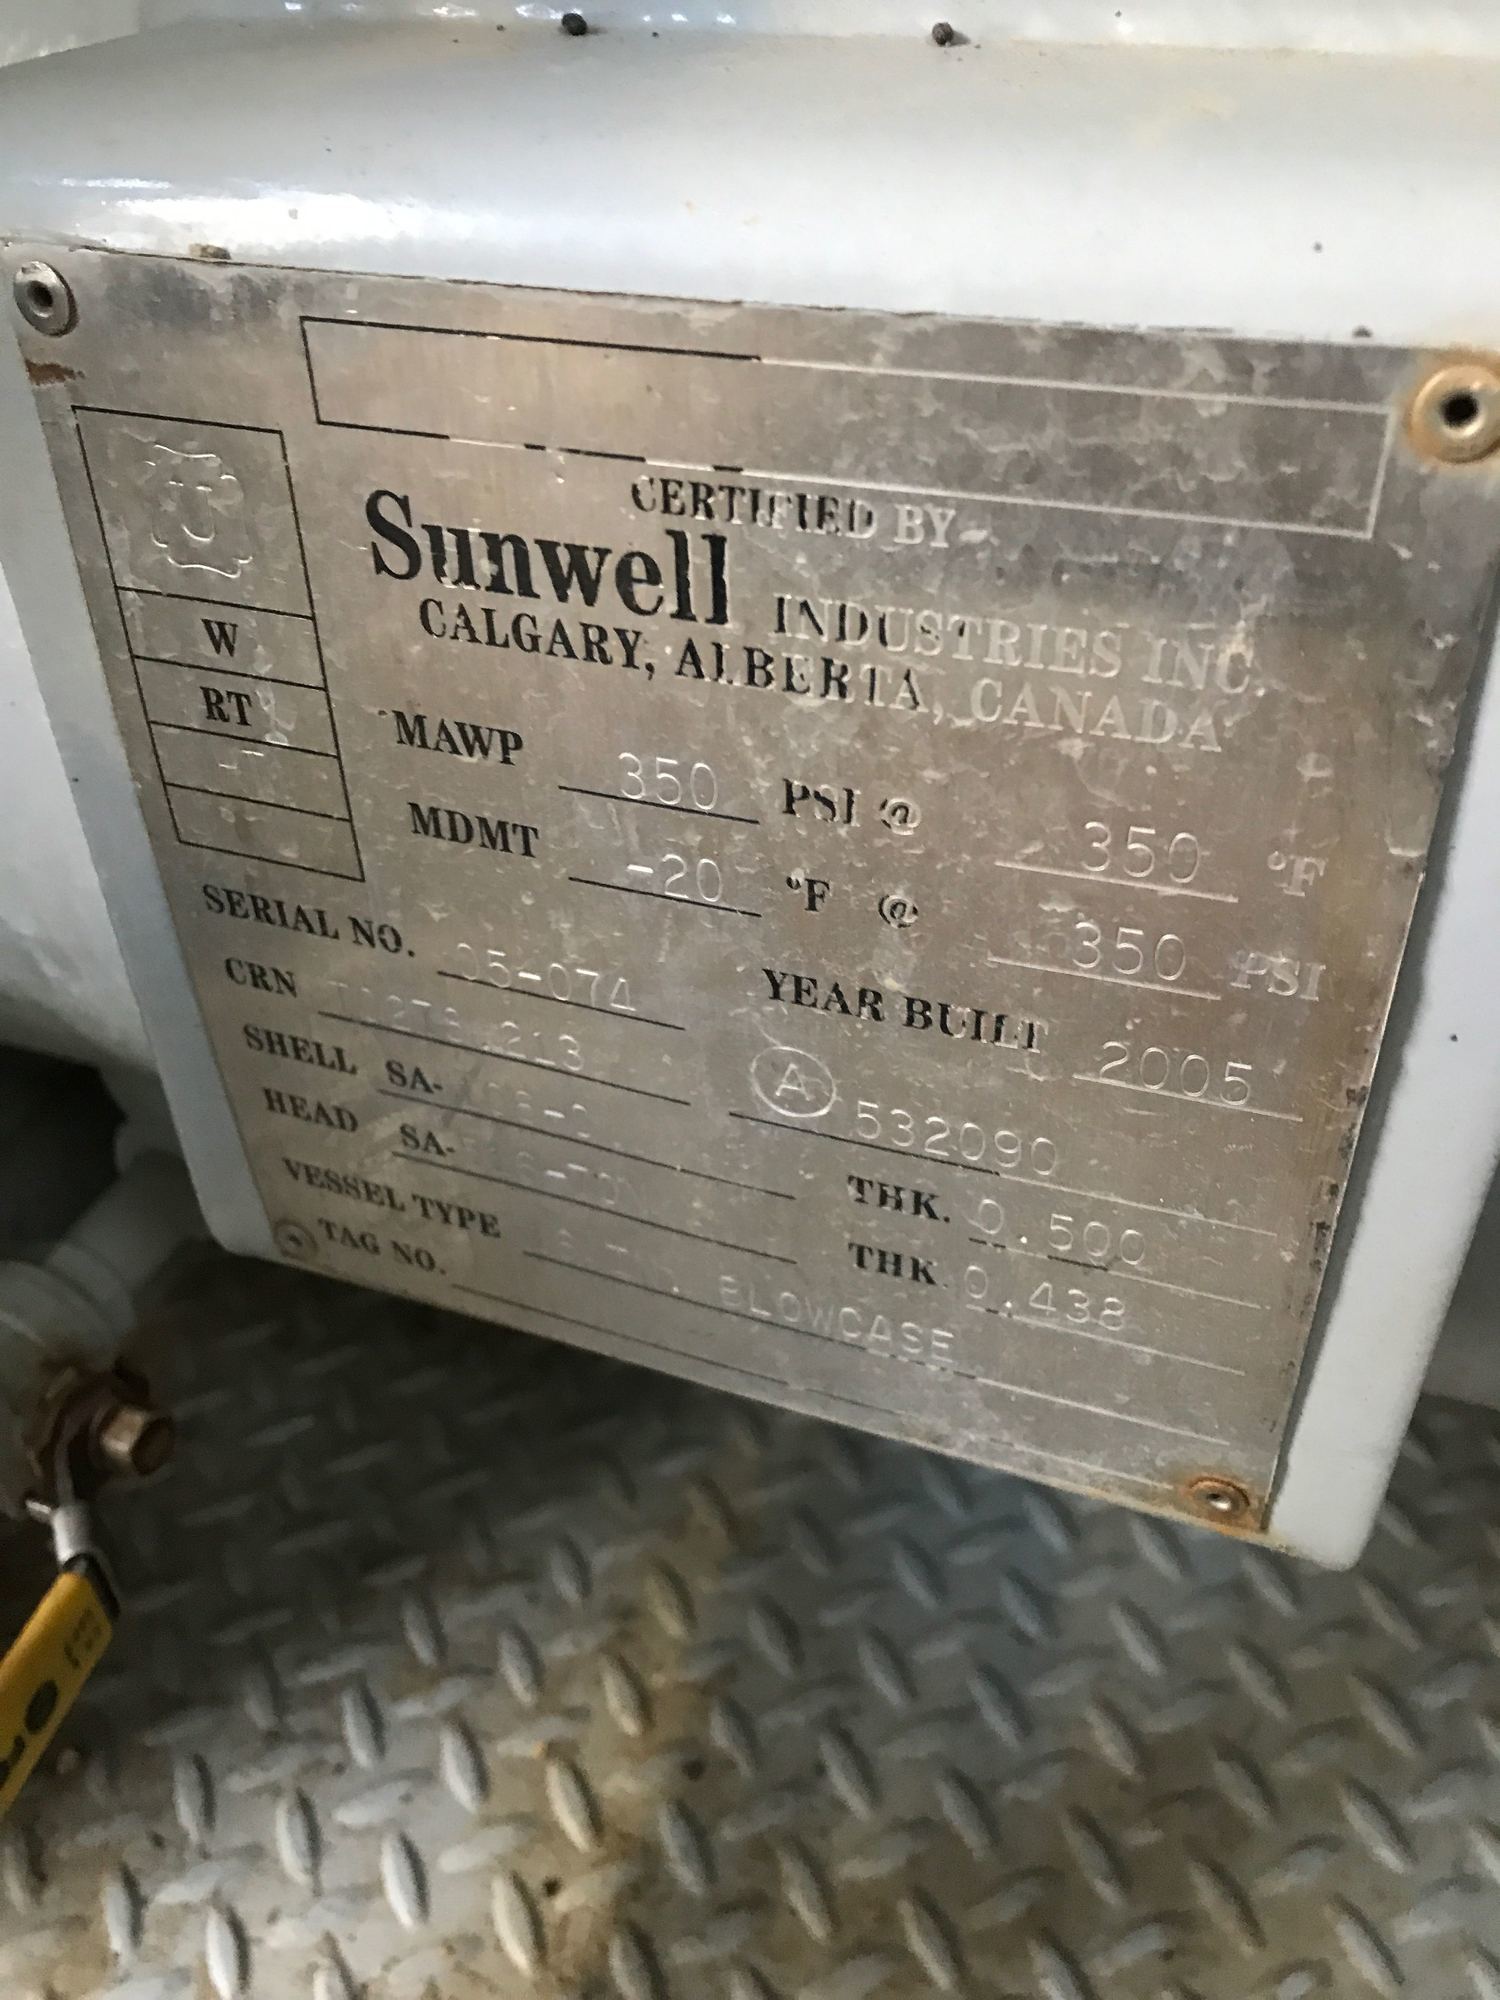 CERTIFIED BY
Sunwell INDUSTRIES INC.
CALGARY, ALBERTA, CANADA
W
RT
MAWP 350 PSI @ 350 °F
MDMT -20 °F @ 350 PSI
SERIAL NO. 05-074 YEAR BUILT 2005
CRN 213 A 532090
SHELL SA- THK. 0.500
HEAD SA- THK. 0.438
VESSEL TYPE BLOWCASE
TAG NO.